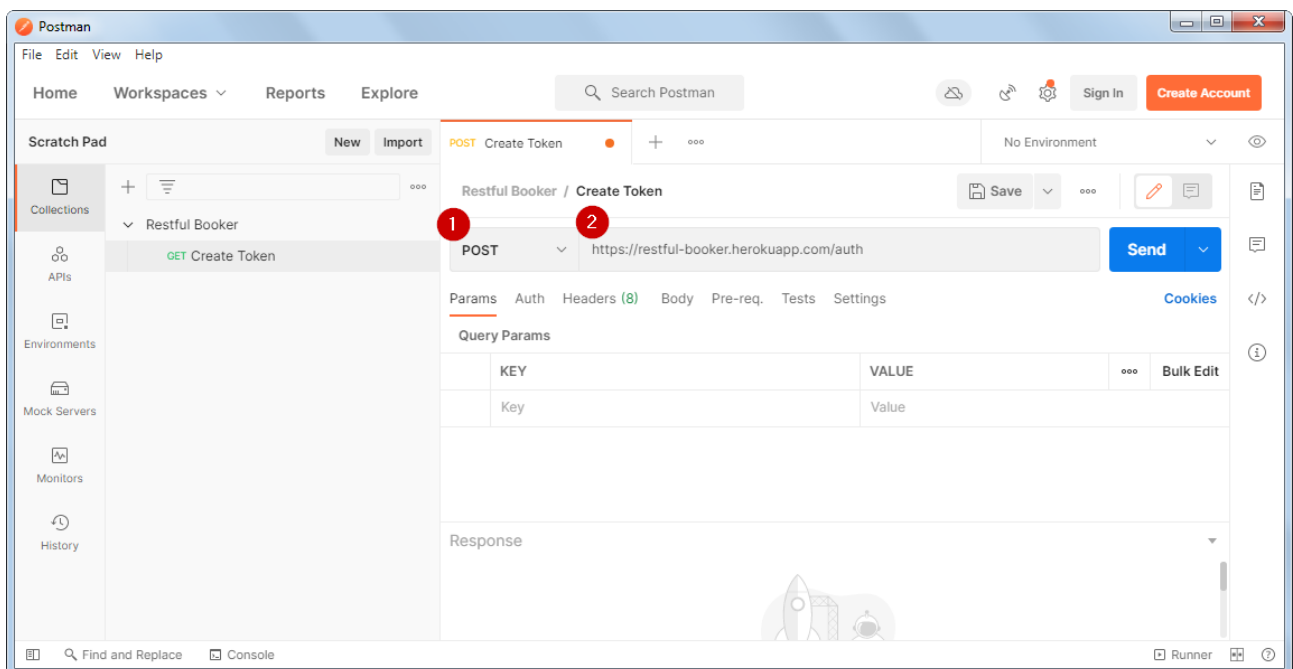 Postman
File Edit View Help
Home Workspaces Reports Explore Search Postman Sign In Create Account
Scratch Pad New Import POST Create Token No Environment
Collections
Restful Booker / Create Token Save
Restful Booker
1 2
GET Create Token
POST https://restful-booker.herokuapp.com/auth Send
APIs
Params Auth Headers (8) Body Pre-req. Tests Settings Cookies
Environments
Query Params
KEY VALUE Bulk Edit
Mock Servers
Key Value
Monitors
History
Response
Find and Replace Console Runner